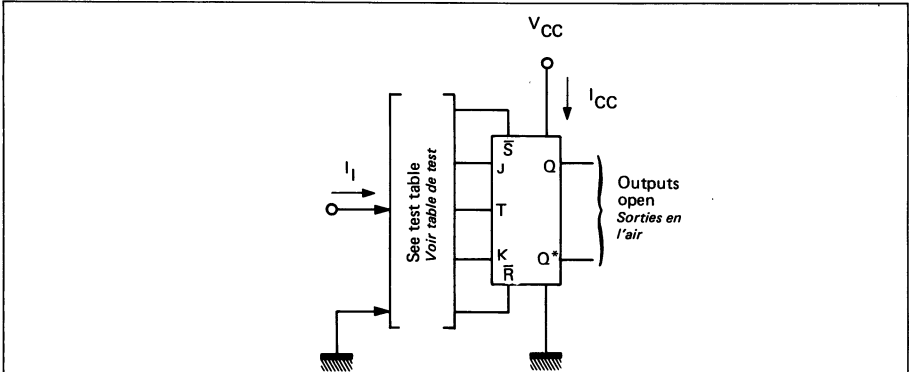 V_CC
I_CC
I_I
See test table
Voir table de test
S̅
J
T
K
R̅
Q
Q*
Outputs
open
Sorties en
l'air